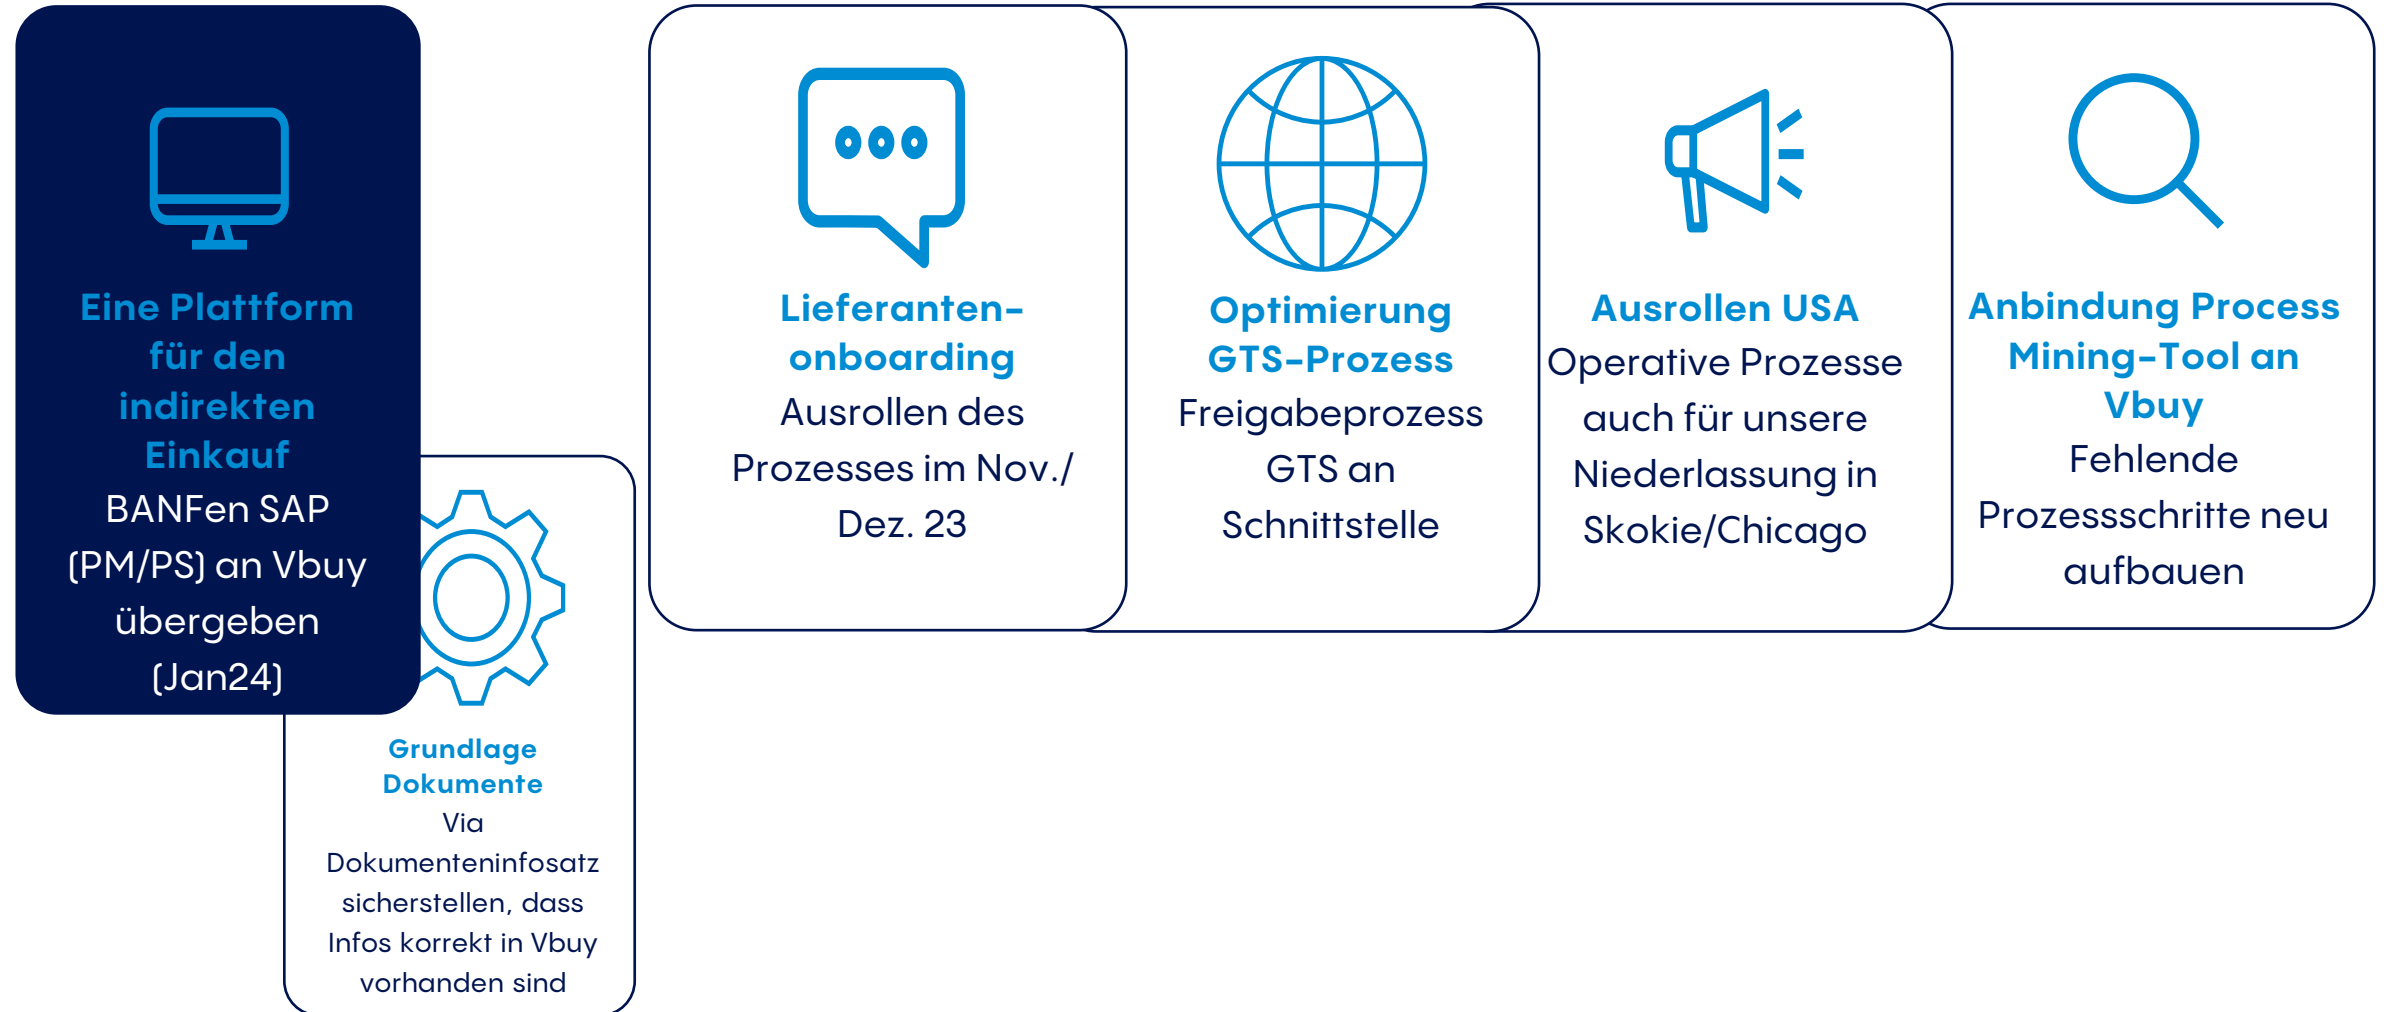 Eine Plattform
für den
indirekten
Einkauf
BANFen SAP
(PM/PS) an Vbuy
übergeben
(Jan24)
Grundlage
Dokumente
Via
Dokumenteninfosatz
sicherstellen, dass
Infos korrekt in Vbuy
vorhanden sind
Lieferanten-
onboarding
Ausrollen des
Prozesses im Nov./
Dez. 23
Optimierung
GTS-Prozess
Freigabeprozess
GTS an
Schnittstelle
Ausrollen USA
Operative Prozesse
auch für unsere
Niederlassung in
Skokie/Chicago
Anbindung Process
Mining-Tool an
Vbuy
Fehlende
Prozessschritte neu
aufbauen